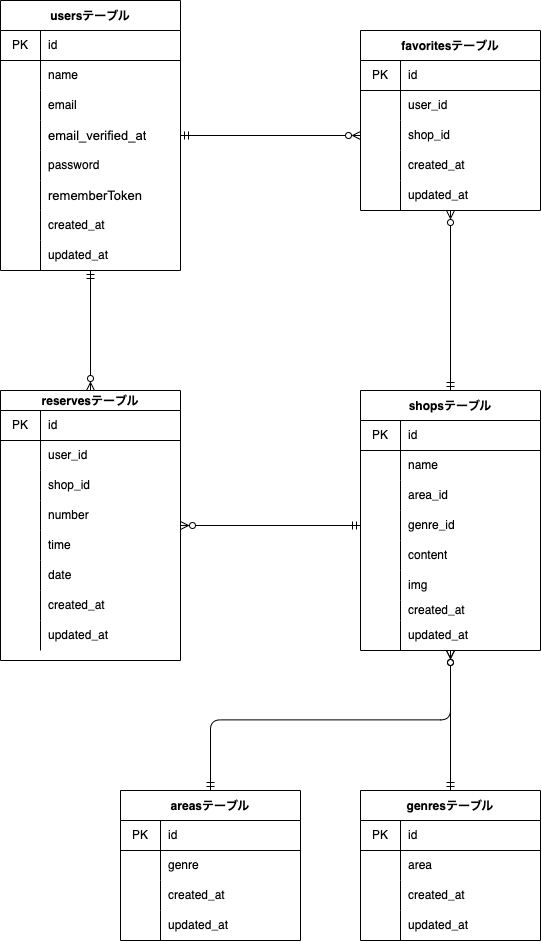 usersテーブル
PK id
name
email
email_verified_at
password
rememberToken
created_at
updated_at
favoritesテーブル
PK id
user_id
shop_id
created_at
updated_at
reservesテーブル
PK id
user_id
shop_id
number
time
date
created_at
updated_at
shopsテーブル
PK id
name
area_id
genre_id
content
img
created_at
updated_at
areasテーブル
PK id
genre
created_at
updated_at
genresテーブル
PK id
area
created_at
updated_at